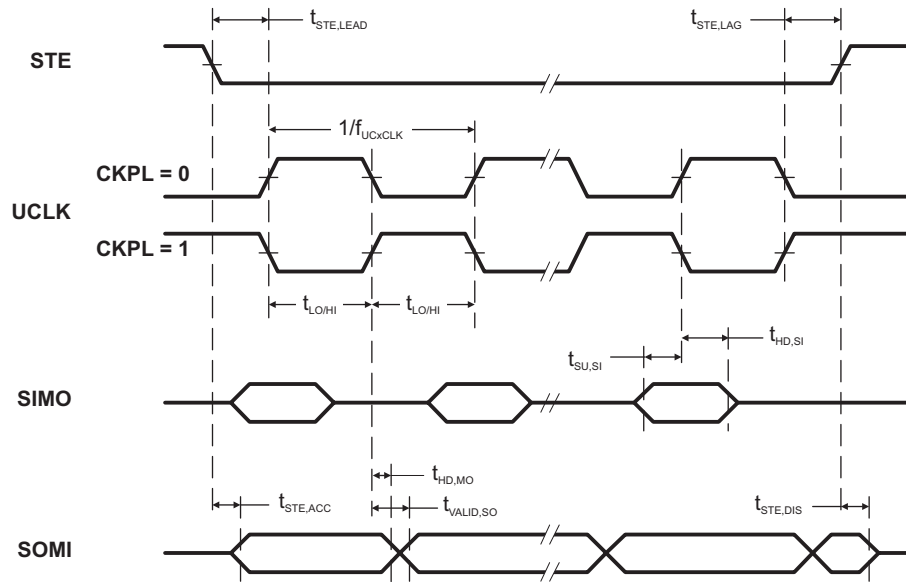 tSTE,LEAD
tSTE,LAG
STE
1/fUCxCLK
CKPL = 0
UCLK
CKPL = 1
tLO/HI
tLO/HI
tHD,SI
tSU,SI
SIMO
tHD,MO
tSTE,ACC
tVALID,SO
tSTE,DIS
SOMI